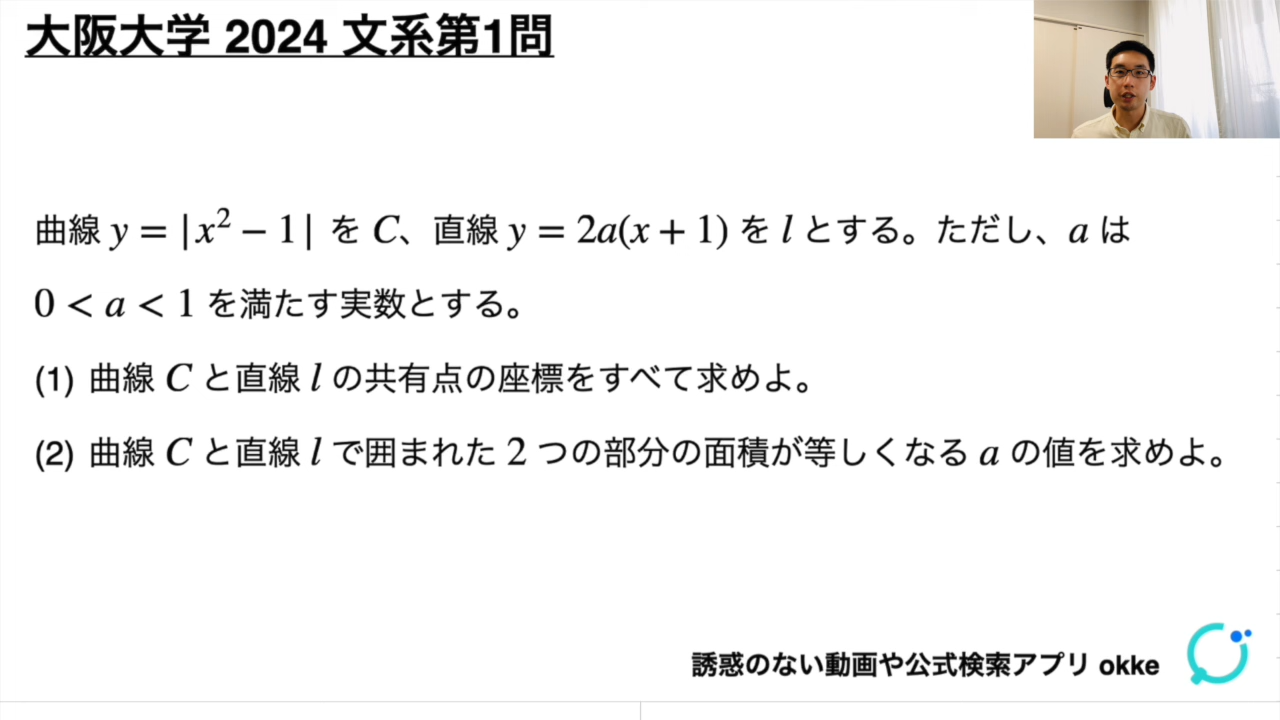 大阪大学 2024 文系第1問
曲線 y = |x² − 1| を C、直線 y = 2a(x + 1) を l とする。ただし、a は
0 < a < 1 を満たす実数とする。
(1) 曲線 C と直線 l の共有点の座標をすべて求めよ。
(2) 曲線 C と直線 l で囲まれた 2 つの部分の面積が等しくなる a の値を求めよ。
誘惑のない動画や公式検索アプリ okke